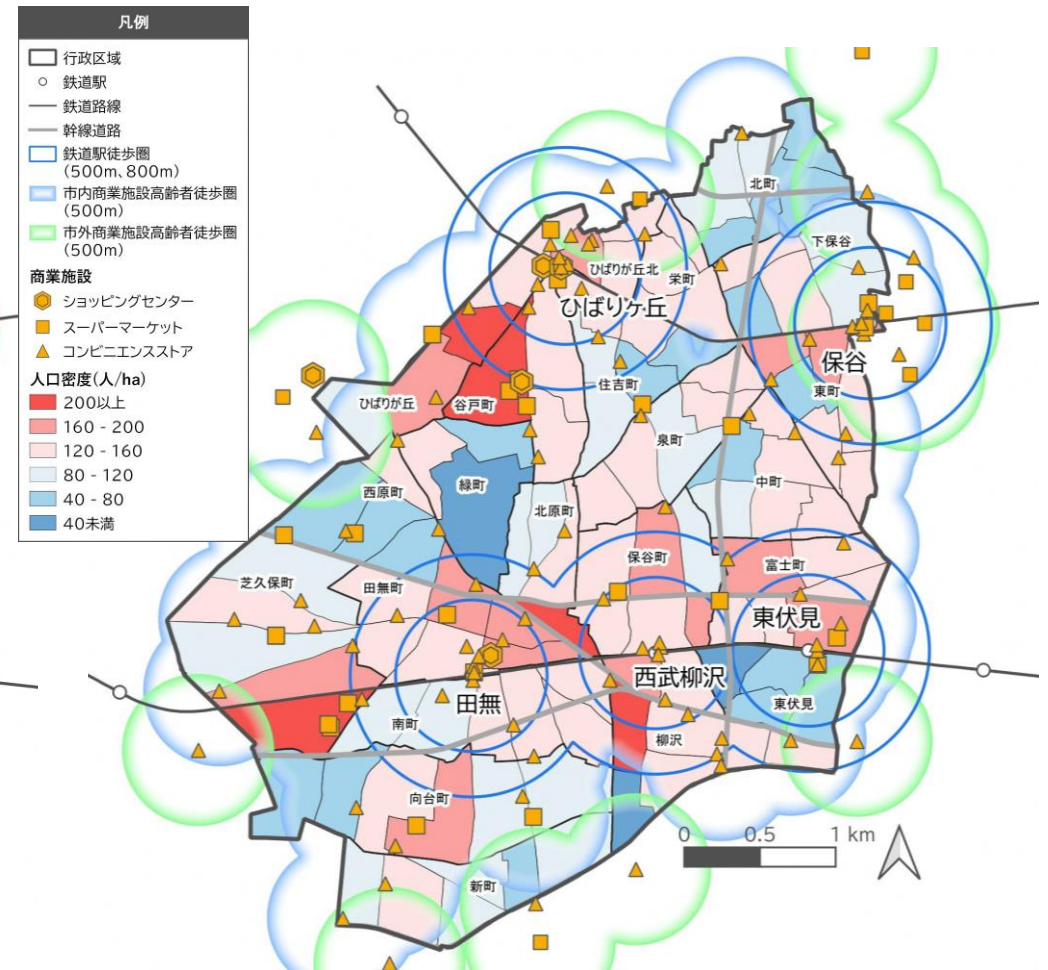 凡例
行政区域
鉄道駅
鉄道路線
幹線道路
鉄道駅徒歩圏
(500m、800m)
市内商業施設高齢者徒歩圏
(500m)
市外商業施設高齢者徒歩圏
(500m)
商業施設
ショッピングセンター
スーパーマーケット
コンビニエンスストア
人口密度(人/ha)
200以上
160 - 200
120 - 160
80 - 120
40 - 80
40未満
北町
下保谷
ひばりが丘北
栄町
ひばりヶ丘
保谷
住吉町
東町
ひばりが丘
谷戸町
泉町
中町
緑町
西原町
北原町
保谷町
富士町
芝久保町
田無町
東伏見
西武柳沢
田無
東伏見
南町
柳沢
向台町
新町
0 0.5 1 km